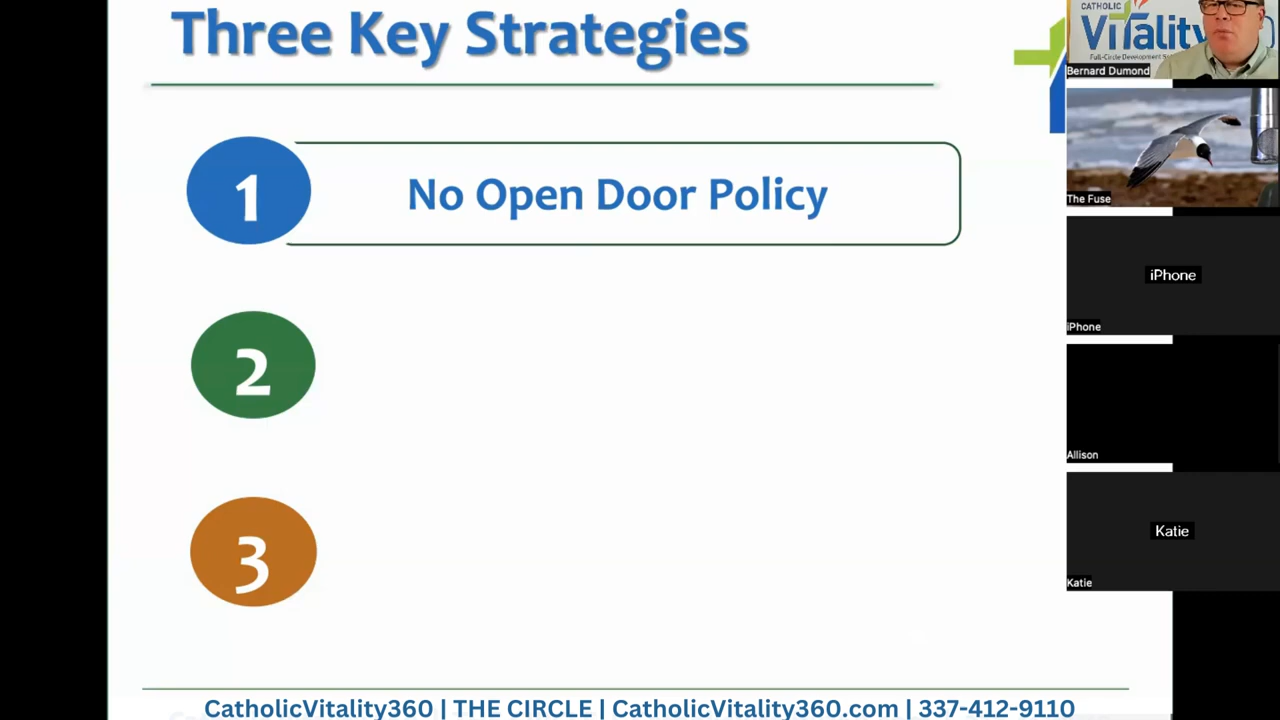 Three Key Strategies
1
No Open Door Policy
2
3
CATHOLIC
Vitality
Bernard Dumond
The Fuse
iPhone
iPhone
Allison
Katie
Katie
CatholicVitality360 | THE CIRCLE | CatholicVitality360.com | 337-412-9110